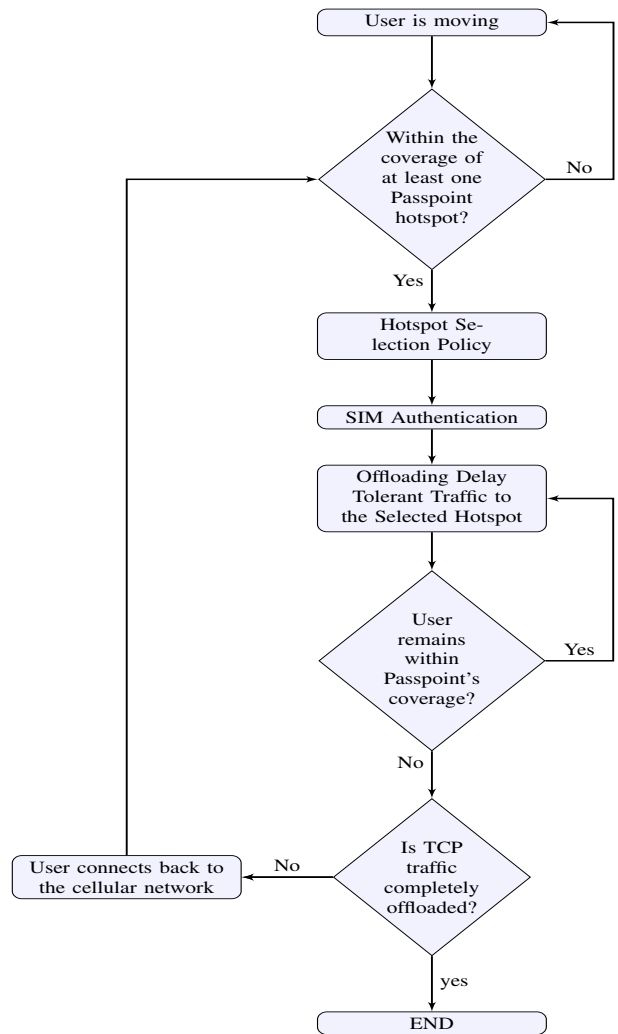 User is moving
Within the
coverage of
at least one
Passpoint
hotspot?
No
Yes
Hotspot Se-
lection Policy
SIM Authentication
Offloading Delay
Tolerant Traffic to
the Selected Hotspot
User
remains
within
Passpoint's
coverage?
Yes
No
Is TCP
traffic
completely
offloaded?
No
User connects back to
the cellular network
yes
END